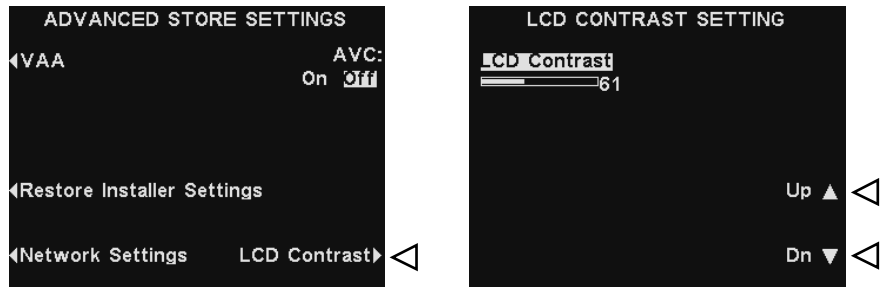 ADVANCED STORE SETTINGS
VAA
AVC:
On Off
Restore Installer Settings
Network Settings LCD Contrast
LCD CONTRAST SETTING
LCD Contrast
61
Up
Dn